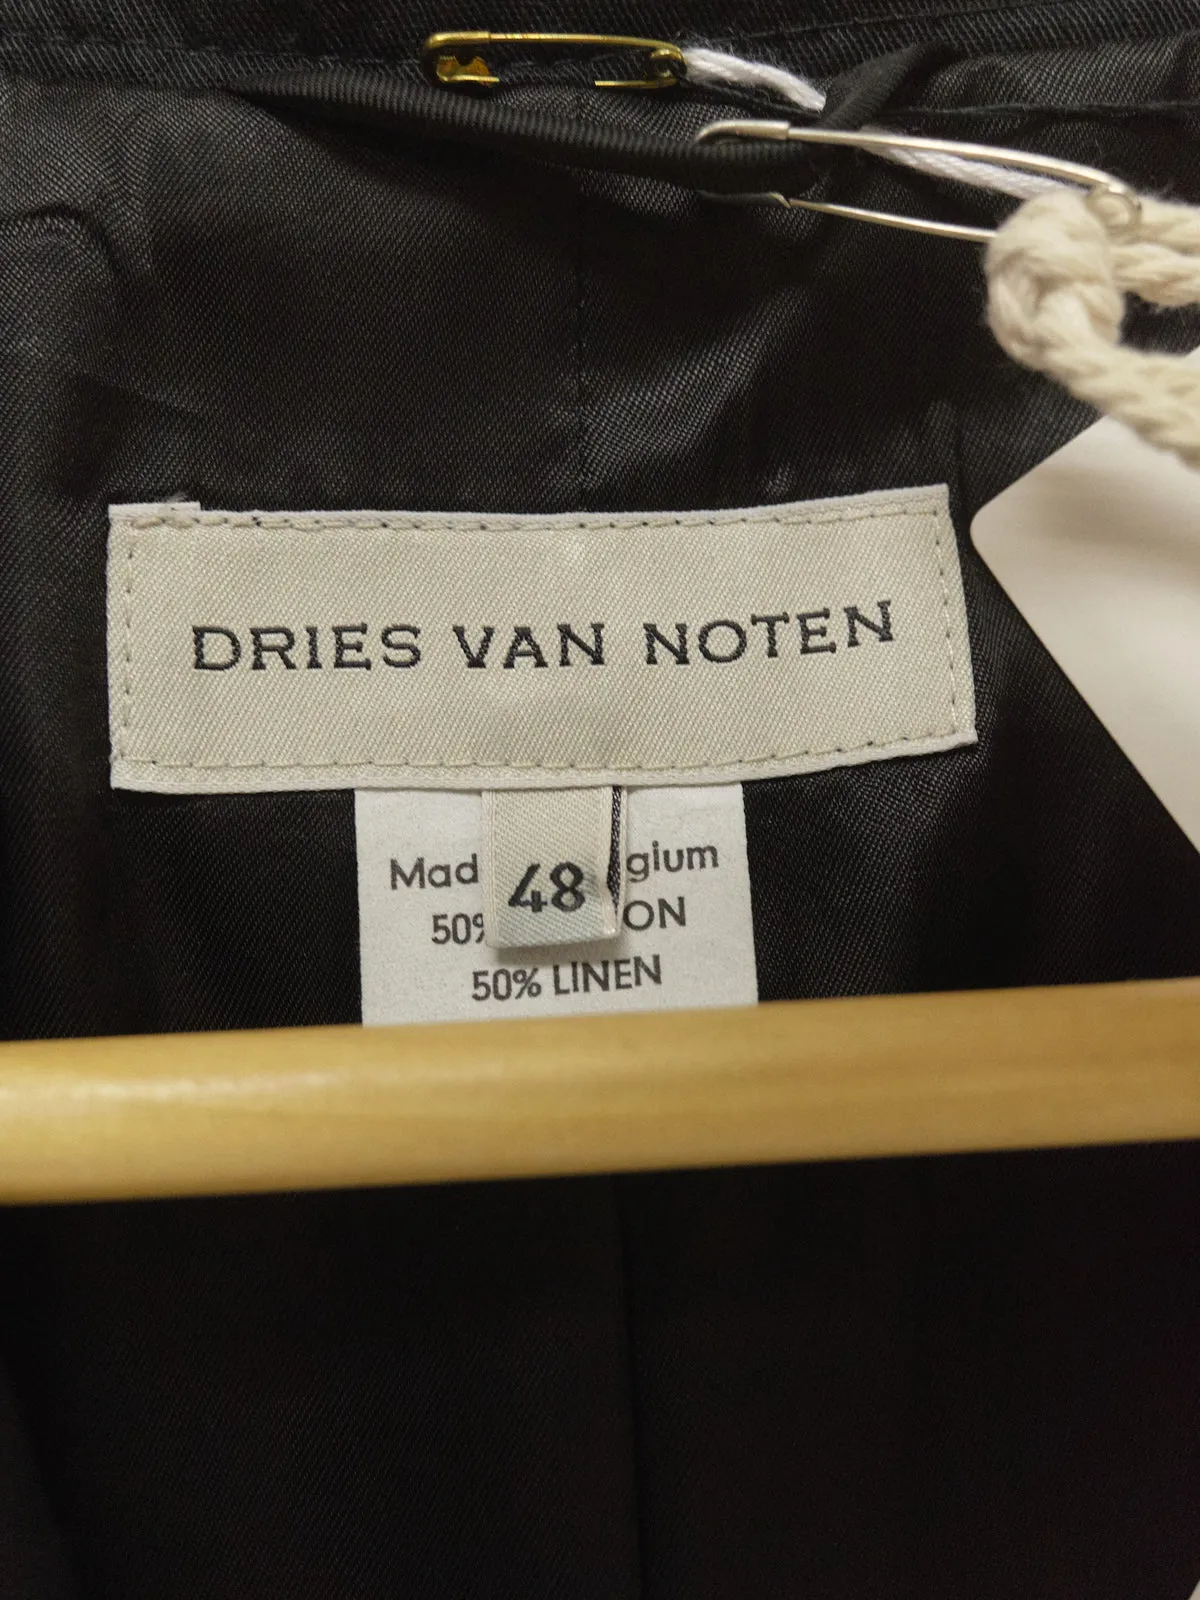 DRIES VAN NOTEN
48
Mad gium
50% ON
50% LINEN